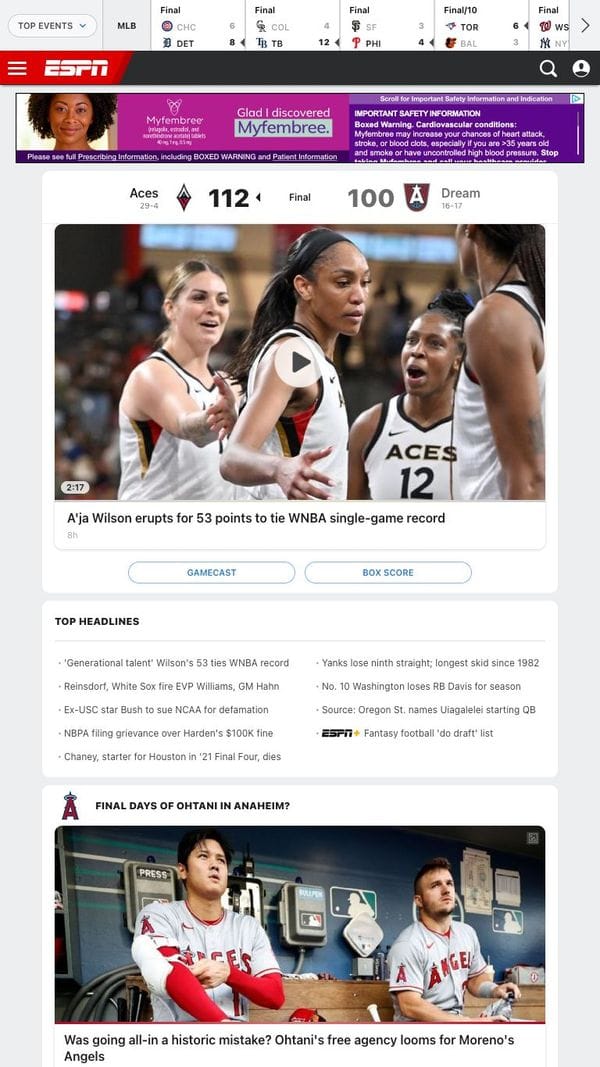 TOP EVENTS
MLB
Final
CHC 6
DET 8
Final
COL 4
TB 12
Final
SF 3
PHI 4
Final/10
TOR 6
BAL 3
Final
WS
NY
ESPN
Myfembree
(relugolix, estradiol, and
norethindrone acetate) tablets
40 mg, 1 mg, 0.5 mg
Glad I discovered
Myfembree.
Please see full Prescribing Information, including BOXED WARNING and Patient Information
Scroll for Important Safety Information and Indication
IMPORTANT SAFETY INFORMATION
Boxed Warning. Cardiovascular conditions:
Myfembree may increase your chances of heart attack,
stroke, or blood clots, especially if you are >35 years old
and smoke or have uncontrolled high blood pressure. Stop
taking Myfembree and call your healthcare provider
Aces
29-4
112
Final
100
Dream
16-17
ACES
12
2:17
A'ja Wilson erupts for 53 points to tie WNBA single-game record
8h
GAMECAST
BOX SCORE
TOP HEADLINES
· 'Generational talent' Wilson's 53 ties WNBA record
· Reinsdorf, White Sox fire EVP Williams, GM Hahn
· Ex-USC star Bush to sue NCAA for defamation
· NBPA filing grievance over Harden's $100K fine
· Chaney, starter for Houston in '21 Final Four, dies
· Yanks lose ninth straight; longest skid since 1982
· No. 10 Washington loses RB Davis for season
· Source: Oregon St. names Uiagalelei starting QB
· ESPN+ Fantasy football 'do draft' list
FINAL DAYS OF OHTANI IN ANAHEIM?
PRESS
BULLPEN
ANGELS
ANGE
Was going all-in a historic mistake? Ohtani's free agency looms for Moreno's
Angels